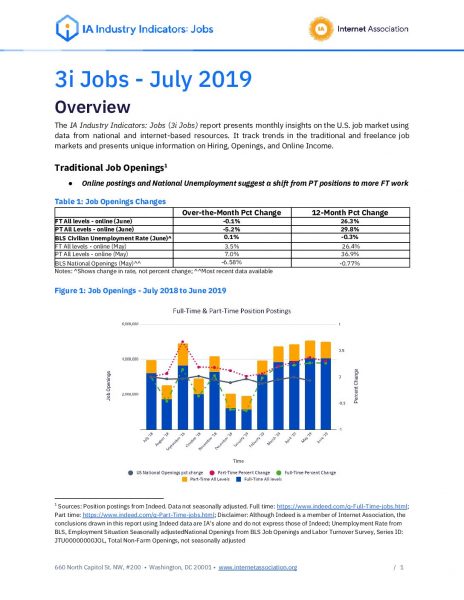 IA Industry Indicators: Jobs
Internet Association
3i Jobs - July 2019
Overview
The IA Industry Indicators: Jobs (3i Jobs) report presents monthly insights on the U.S. job market using
data from national and internet-based resources. It track trends in the traditional and freelance job
markets and presents unique information on Hiring, Openings, and Online Income.
Traditional Job Openings¹
● Online postings and National Unemployment suggest a shift from PT positions to more FT work
Table 1: Job Openings Changes
Over-the-Month Pct Change 12-Month Pct Change
FT All levels - online (June) -0.1% 26.3%
PT All Levels - online (June) -5.2% 29.8%
BLS Civilian Unemployment Rate (June)^ 0.1% -0.3%
FT All levels - online (May) 3.5% 26.4%
PT All Levels - online (May) 7.0% 36.9%
BLS National Openings (May)^^ -6.58% -0.77%
Notes: ^Shows change in rate, not percent change; ^^Most recent data available
Figure 1: Job Openings - July 2018 to June 2019
Full-Time & Part-Time Position Postings
6,000,000
4,000,000
2,000,000
Job Openings
1
0.5
0
-0.5
-1
Percent Change
July '18 August '18 September '18 October '18 November '18 December '18 January '19 February '19 March '19 April '19 May '19 June '19
Time
US National Openings pct change Part-Time Percent Change Full-Time Percent Change
Part-Time All Levels Full-Time All levels
¹ Sources: Position postings from Indeed. Data not seasonally adjusted, Full time: https://www.indeed.com/q-Full-Time-jobs.html;
Part time: https://www.indeed.com/q-Part-Time-jobs.html; Disclaimer: Although Indeed is a member of Internet Association, the
conclusions drawn in this report using Indeed data are IA's alone and do not express those of Indeed; Unemployment Rate from
BLS, Employment Situation Seasonally adjustedNational Openings from BLS Job Openings and Labor Turnover Survey, Series ID:
JTU00000000JOL, Total Non-Farm Openings, not seasonally adjusted
660 North Capitol St. NW, #200 • Washington, DC 20001 • www.internetassociation.org / 1